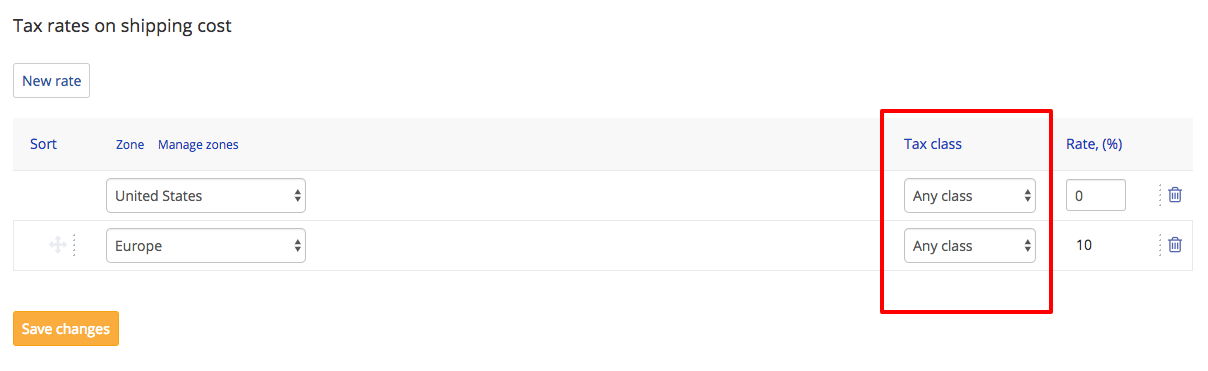 Tax rates on shipping cost
New rate
Sort Zone Manage zones Tax class Rate, (%)
United States Any class 0
Europe Any class 10
Save changes